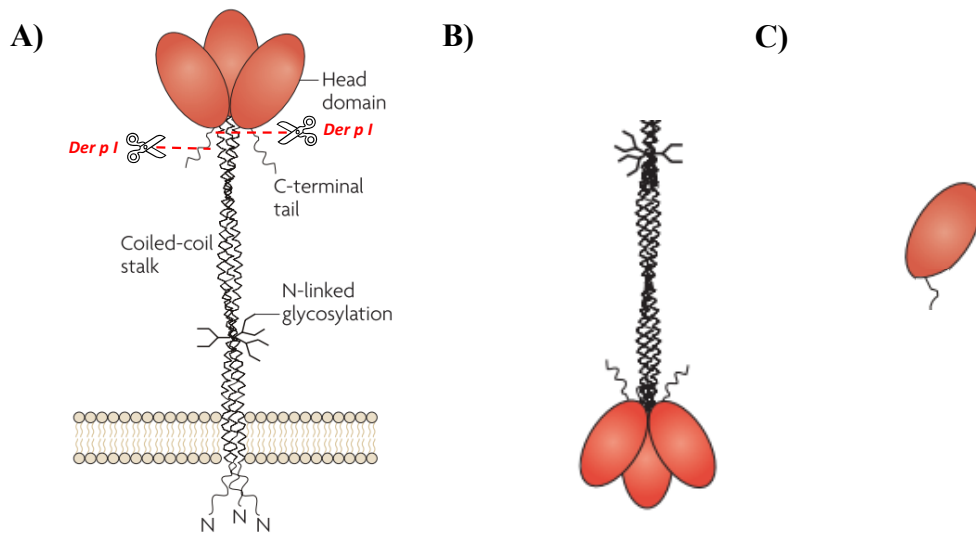 A)
B)
C)
Head
domain
Der p I
Der p I
C-terminal
tail
Coiled-coil
stalk
N-linked
glycosylation
N
N
N